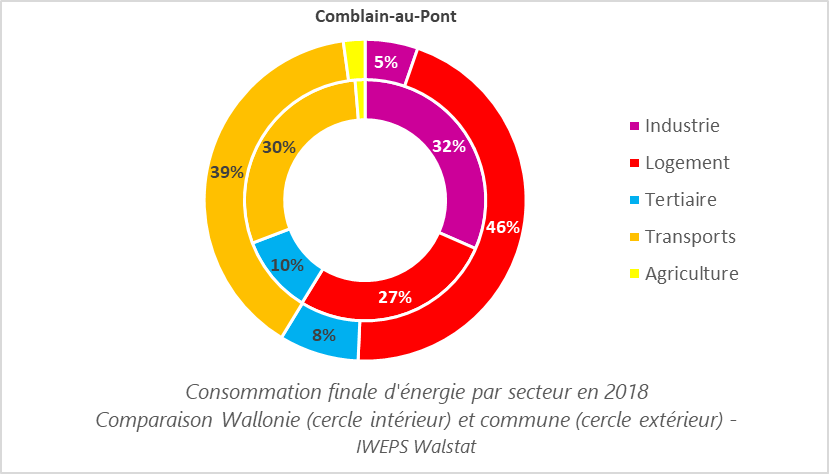 Comblain-au-Pont
5%
32%
30%
39%
46%
10%
27%
8%
Industrie
Logement
Tertiaire
Transports
Agriculture
Consommation finale d'énergie par secteur en 2018
Comparaison Wallonie (cercle intérieur) et commune (cercle extérieur) -
IWEPS Walstat